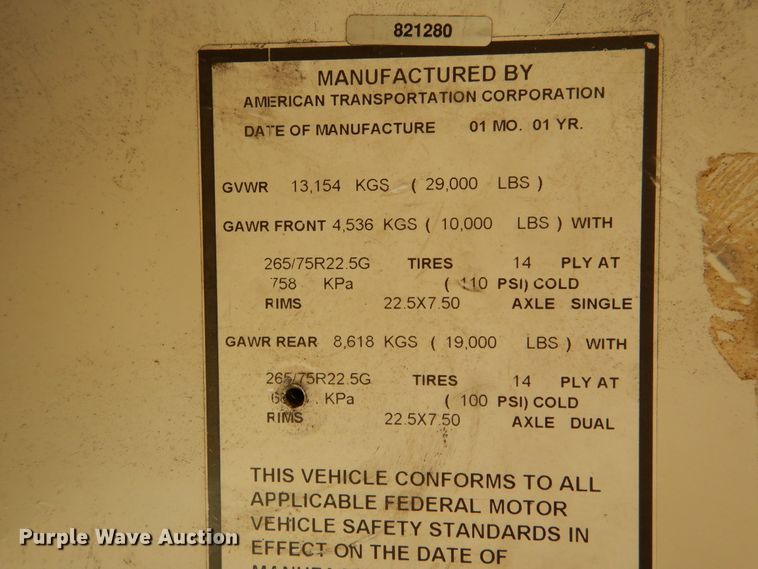 821280
MANUFACTURED BY
AMERICAN TRANSPORTATION CORPORATION
DATE OF MANUFACTURE 01 MO. 01 YR.
GVWR 13,154 KGS ( 29,000 LBS )
GAWR FRONT 4,536 KGS ( 10,000 LBS ) WITH
265/75R22.5G TIRES 14 PLY AT
758 KPa ( 110 PSI) COLD
RIMS 22.5X7.50 AXLE SINGLE
GAWR REAR 8,618 KGS ( 19,000 LBS ) WITH
265/75R22.5G TIRES 14 PLY AT
KPa ( 100 PSI) COLD
RIMS 22.5X7.50 AXLE DUAL
THIS VEHICLE CONFORMS TO ALL
APPLICABLE FEDERAL MOTOR
VEHICLE SAFETY STANDARDS IN
EFFECT ON THE DATE OF
Purple Wave Auction